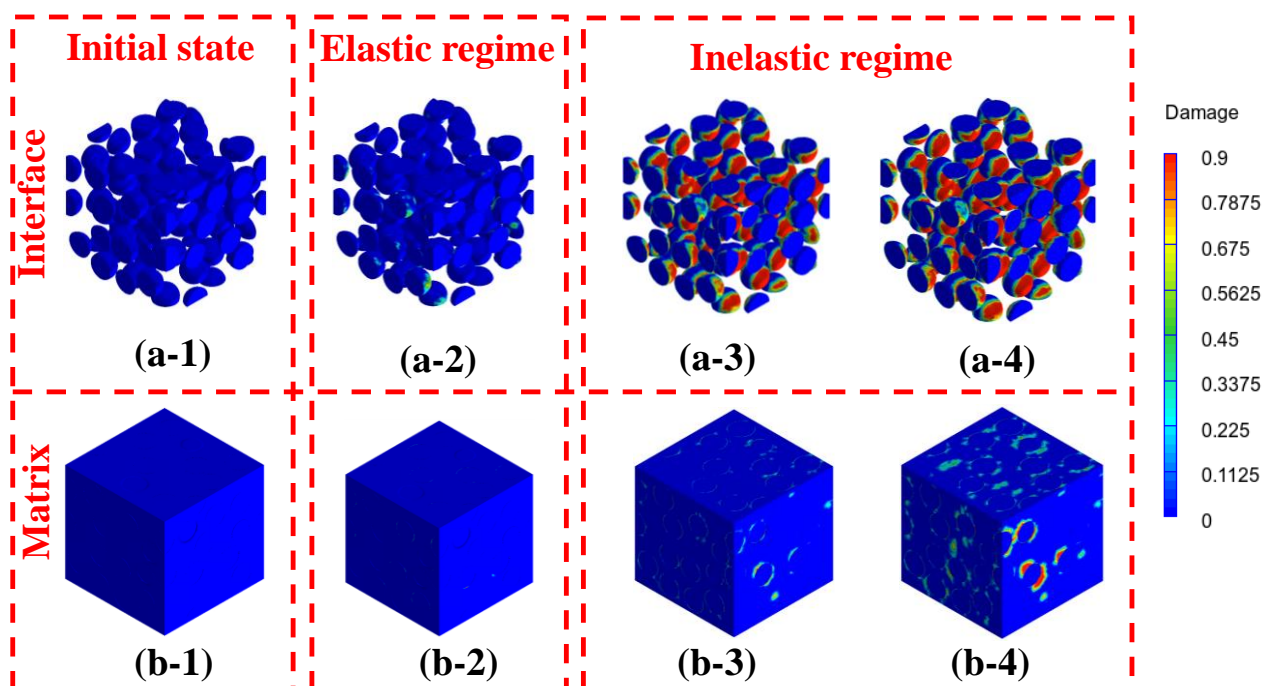 Initial state
Elastic regime
Inelastic regime
Interface
(a-1)
(a-2)
(a-3)
(a-4)
Matrix
(b-1)
(b-2)
(b-3)
(b-4)
Damage
0.9
0.7875
0.675
0.5625
0.45
0.3375
0.225
0.1125
0